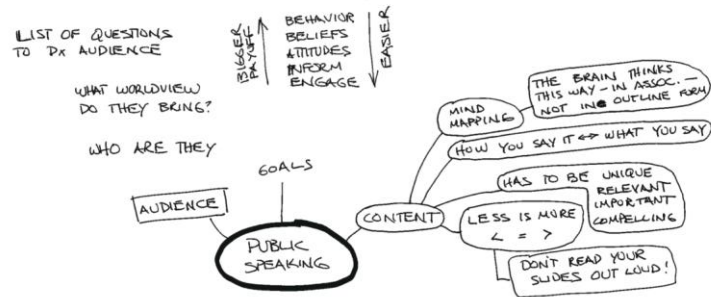 LIST OF QUESTIONS
TO Dx AUDIENCE
WHAT WORLDVIEW
DO THEY BRING?
WHO ARE THEY
BIGGER
PAYOFF
BEHAVIOR
BELIEFS
ATTITUDES
INFORM
ENGAGE
EASIER
GOALS
AUDIENCE
PUBLIC
SPEAKING
CONTENT
MIND
MAPPING
THE BRAIN THINKS
THIS WAY - IN ASSOC. -
NOT IN OUTLINE FORM
HOW YOU SAY IT ↔ WHAT YOU SAY
HAS TO BE UNIQUE
RELEVANT
IMPORTANT
COMPELLING
LESS IS MORE
< = >
DON'T READ YOUR
SLIDES OUT LOUD!